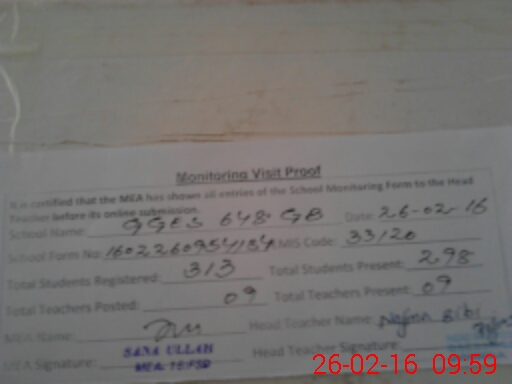 Monitoring Visit Proof
It is certified that the MEA has shown all entries of the School Monitoring Form to the Head
Teacher before its online submission.
School Name: GGES 648 GB Date: 26-02-16
School Form No: EMIS Code: 33120
Total Students Registered: 313 Total Students Present: 298
Total Teachers Posted: 09 Total Teachers Present: 09
MEA Name: Head Teacher Name: Bibi
MEA Signature: SANA ULLAH Head Teacher Signature:
26-02-16 09:59